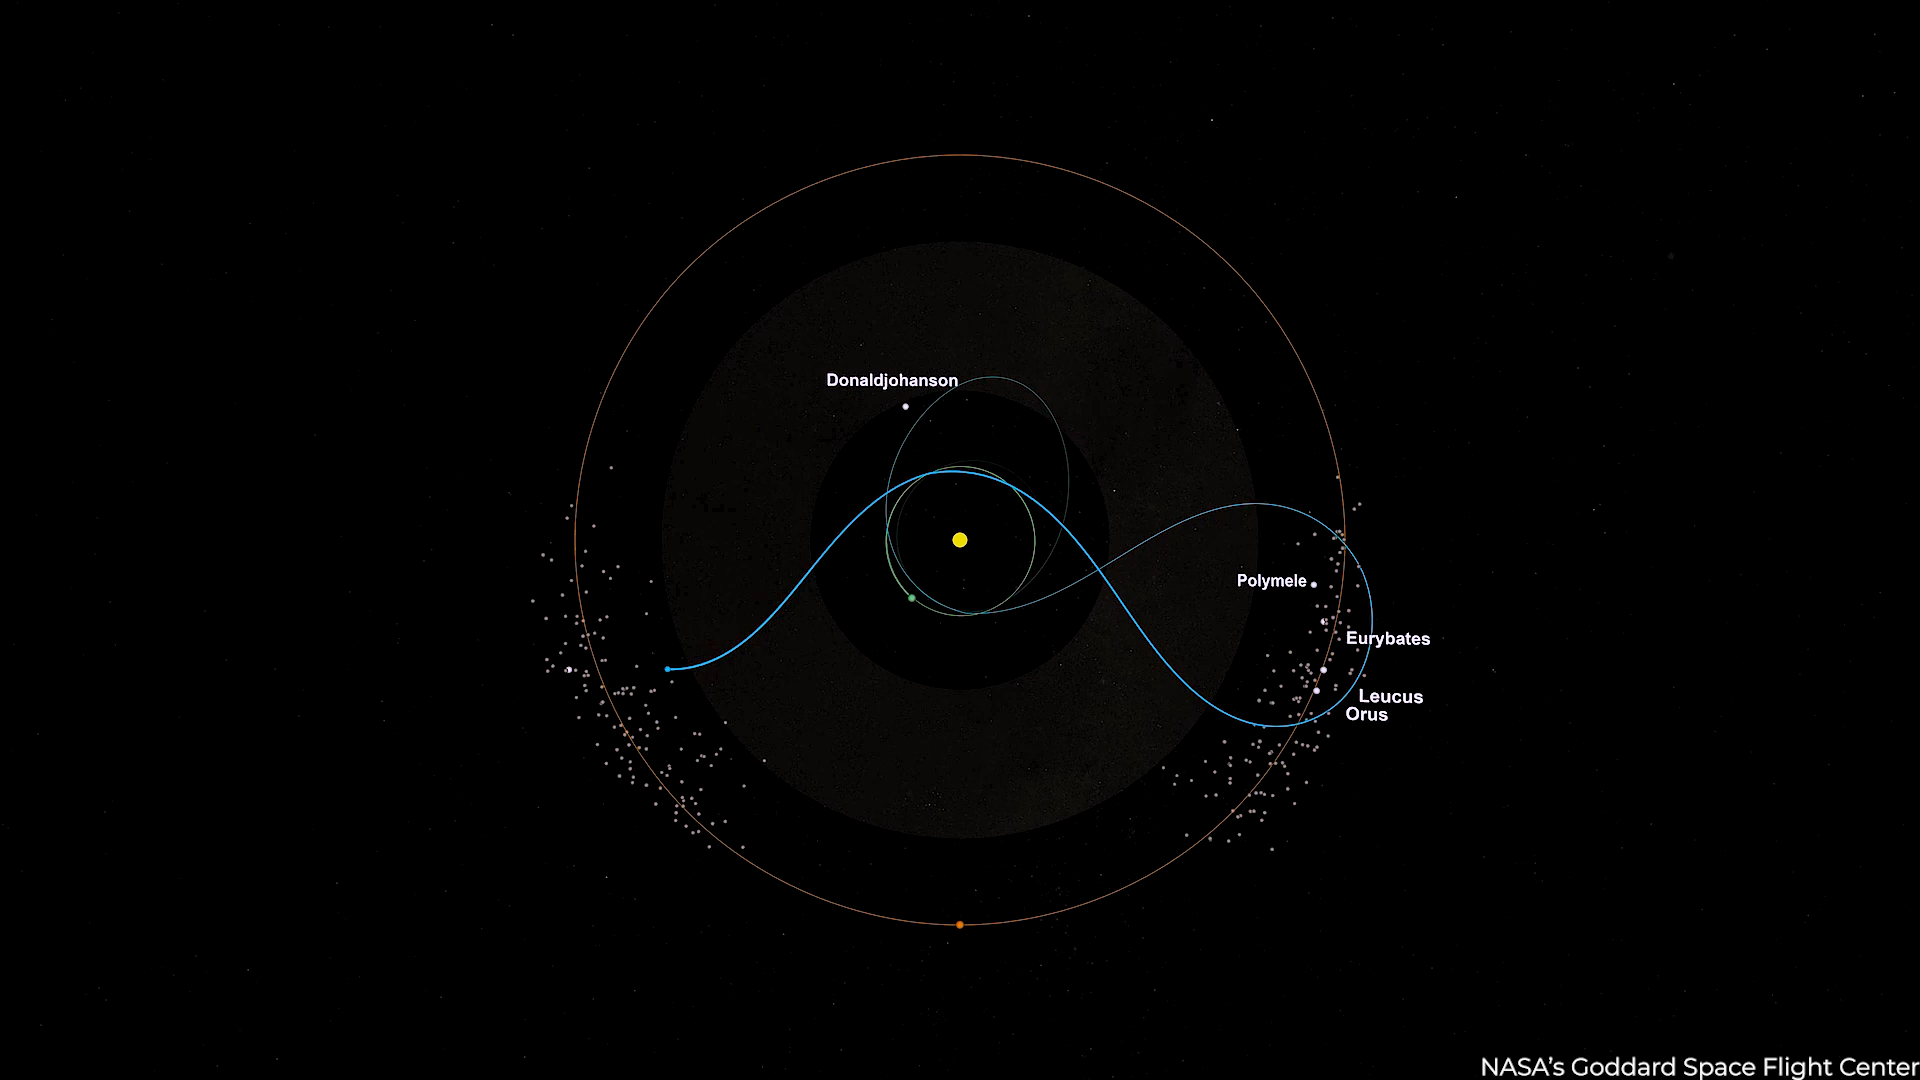 Donaldjohanson
Polymele
Eurybates
Leucus
Orus
NASA’s Goddard Space Flight Center